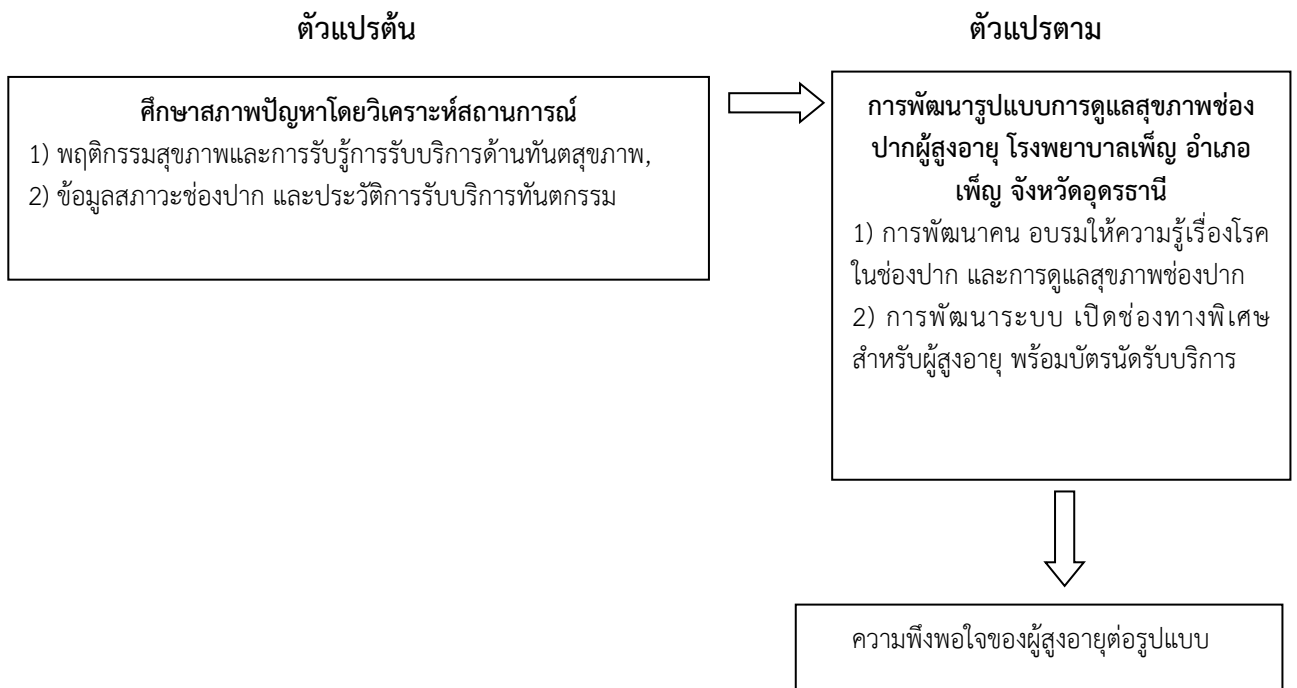 ตัวแปรต้น
ตัวแปรตาม
ศึกษาสภาพปัญหาโดยวิเคราะห์สถานการณ์
1) พฤติกรรมสุขภาพและการรับรู้การรับบริการด้านทันตสุขภาพ,
2) ข้อมูลสภาวะช่องปาก และประวัติการรับบริการทันตกรรม
การพัฒนารูปแบบการดูแลสุขภาพช่อง
ปากผู้สูงอายุ โรงพยาบาลเพ็ญ อำเภอ
เพ็ญ จังหวัดอุดรธานี
1) การพัฒนาคน อบรมให้ความรู้เรื่องโรค
ในช่องปาก และการดูแลสุขภาพช่องปาก
2) การพัฒนาระบบ เปิดช่องทางพิเศษ
สำหรับผู้สูงอายุ พร้อมบัตรนัดรับบริการ
ความพึงพอใจของผู้สูงอายุต่อรูปแบบ